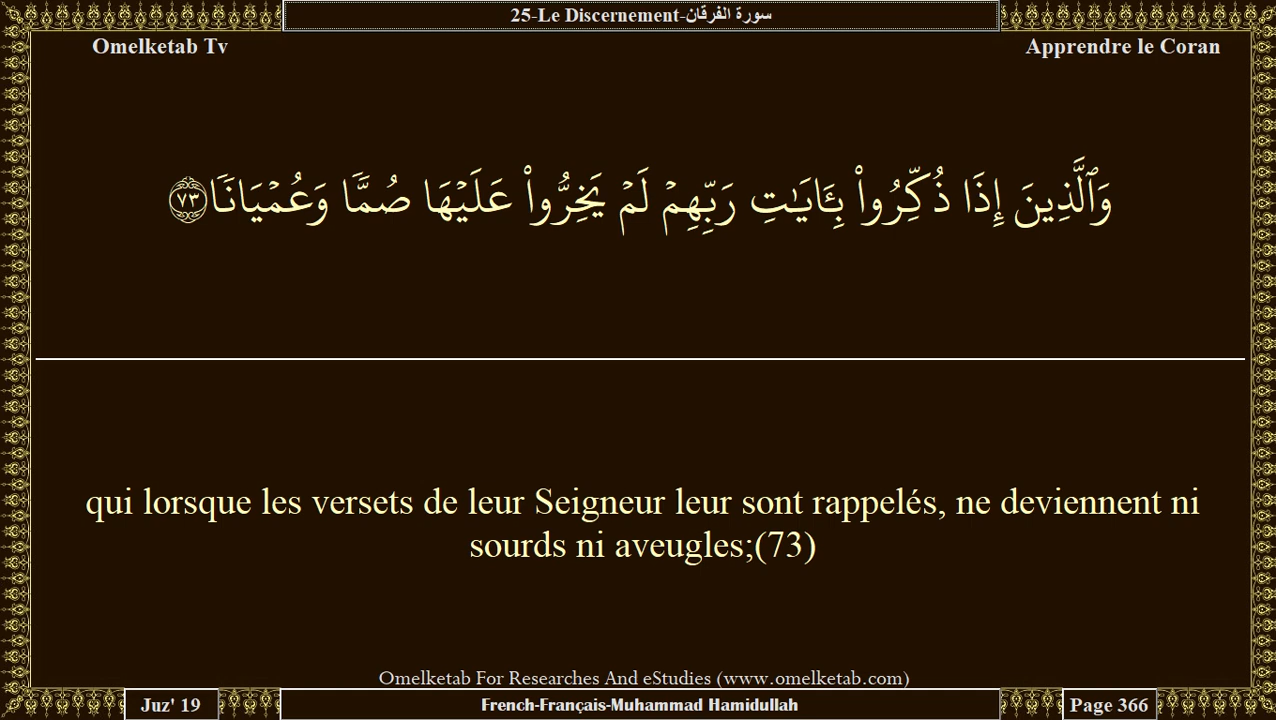 25-Le Discernement-سورة الفرقان
Omelketab Tv
Apprendre le Coran
وَٱلَّذِينَ إِذَا ذُكِّرُوا۟ بِـَٔايَـٰتِ رَبِّهِمۡ لَمۡ يَخِرُّوا۟ عَلَيۡهَا صُمࣰّا وَعُمۡيَانࣰا ٧٣
qui lorsque les versets de leur Seigneur leur sont rappelés, ne deviennent ni
sourds ni aveugles;(73)
Omelketab For Researches And eStudies (www.omelketab.com)
Juz' 19
French-Français-Muhammad Hamidullah
Page 366